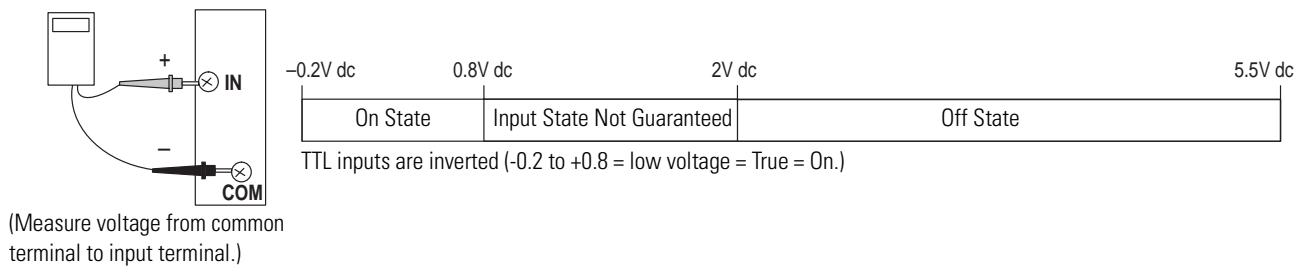 +
IN
−
COM
(Measure voltage from common
terminal to input terminal.)
–0.2V dc 0.8V dc 2V dc 5.5V dc
On State Input State Not Guaranteed Off State
TTL inputs are inverted (-0.2 to +0.8 = low voltage = True = On.)